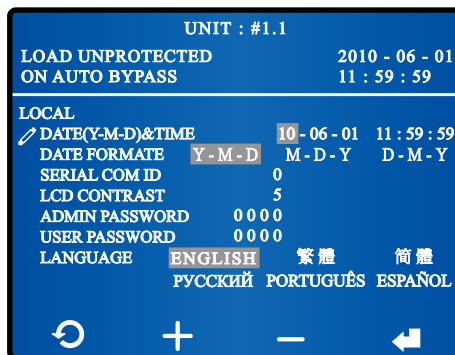 UNIT : #1.1
LOAD UNPROTECTED 2010 - 06 - 01
ON AUTO BYPASS 11 : 59 : 59
LOCAL
DATE(Y-M-D)&TIME 10 - 06 - 01 11 : 59 : 59
DATE FORMATE Y - M - D M - D - Y D - M - Y
SERIAL COM ID 0
LCD CONTRAST 5
ADMIN PASSWORD 0 0 0 0
USER PASSWORD 0 0 0 0
LANGUAGE ENGLISH 繁體 简體
РУССКИЙ PORTUGUÊS ESPAÑOL